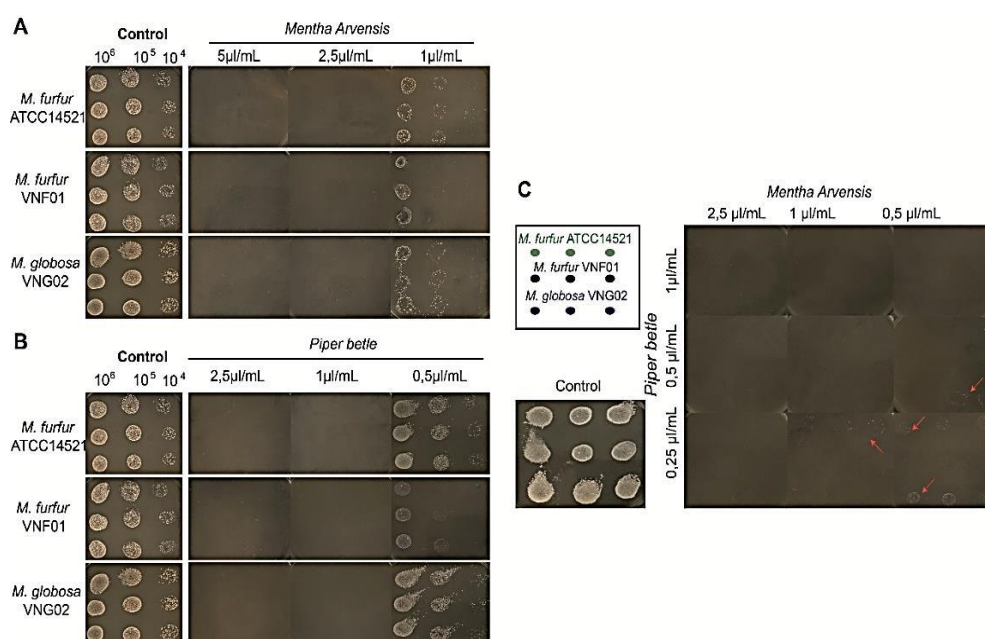 A
Control
Mentha Arvensis
10⁶ 10⁵ 10⁴
5µl/mL 2,5µl/mL 1µl/mL
M. furfur
ATCC14521
M. furfur
VNF01
M. globosa
VNG02
B
Control
Piper betle
10⁶ 10⁵ 10⁴
2,5µl/mL 1µl/mL 0,5µl/mL
M. furfur
ATCC14521
M. furfur
VNF01
M. globosa
VNG02
C
Mentha Arvensis
2,5 µl/mL 1 µl/mL 0,5 µl/mL
M. furfur ATCC14521
M. furfur VNF01
M. globosa VNG02
Control
Piper betle
1µl/mL
0,5 µl/mL
0,25 µl/mL